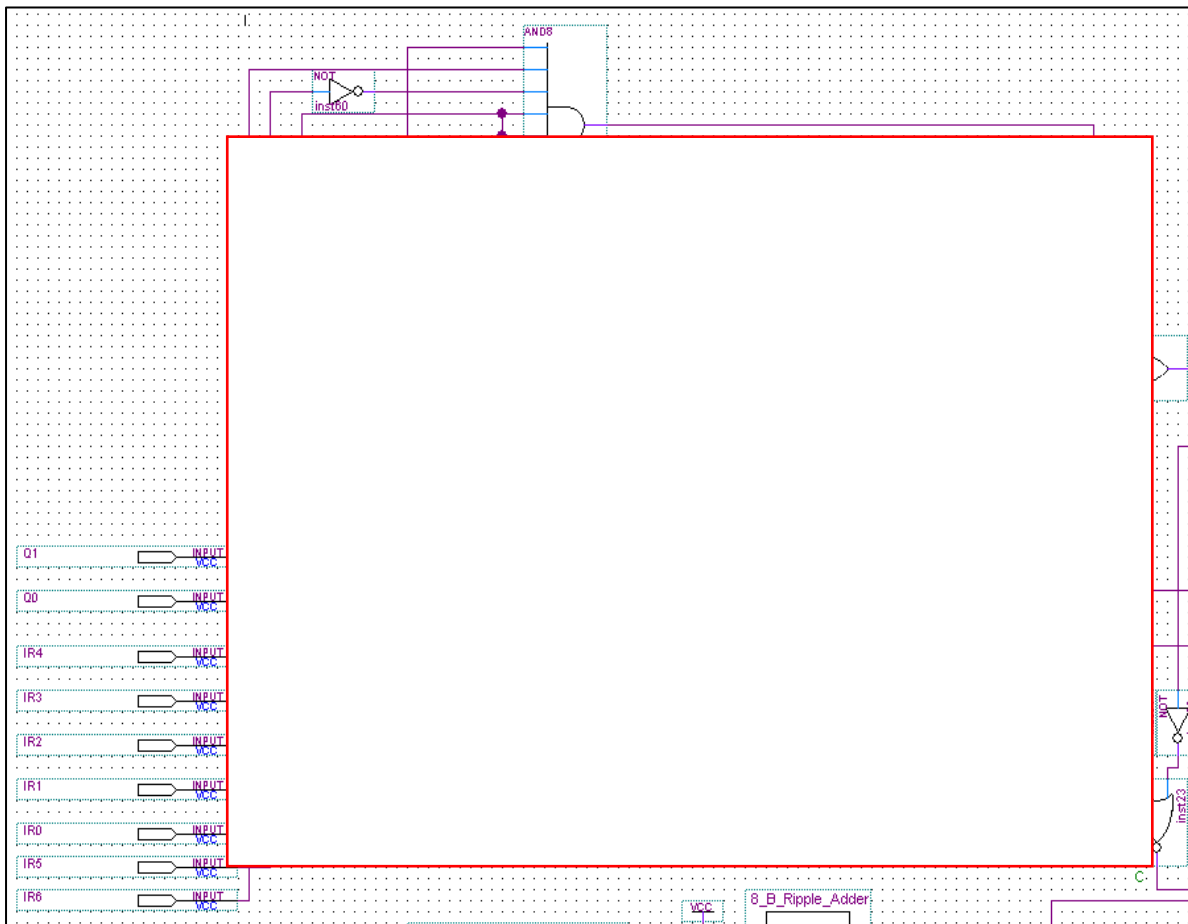 AND8
NOT
inst60
Q1
INPUT
VCC
Q0
INPUT
VCC
IR4
INPUT
VCC
IR3
INPUT
VCC
NOT
IR2
INPUT
VCC
IR1
INPUT
VCC
inst23
IR0
INPUT
VCC
IR5
INPUT
VCC
C
IR6
INPUT
VCC
VCC
8_B_Ripple_Adder